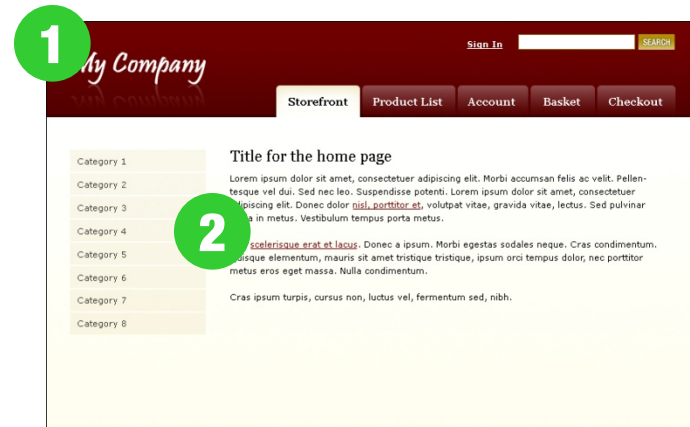 1
My Company
Sign In
SEARCH
Storefront Product List Account Basket Checkout
Category 1
Category 2
Category 3
Category 4
Category 5
Category 6
Category 7
Category 8
2
Title for the home page
Lorem ipsum dolor sit amet, consectetuer adipiscing elit. Morbi accumsan felis ac velit. Pellen-
tesque vel dui. Sed nec leo. Suspendisse potenti. Lorem ipsum dolor sit amet, consectetuer
adipiscing elit. Donec dolor nisl, porttitor et, volutpat vitae, gravida vitae, lectus. Sed pulvinar
in metus. Vestibulum tempus porta metus.
scelerisque erat et lacus. Donec a ipsum. Morbi egestas sodales neque. Cras condimentum.
elementum, mauris sit amet tristique tristique, ipsum orci tempus dolor, nec porttitor
metus eros eget massa. Nulla condimentum.
Cras ipsum turpis, cursus non, luctus vel, fermentum sed, nibh.